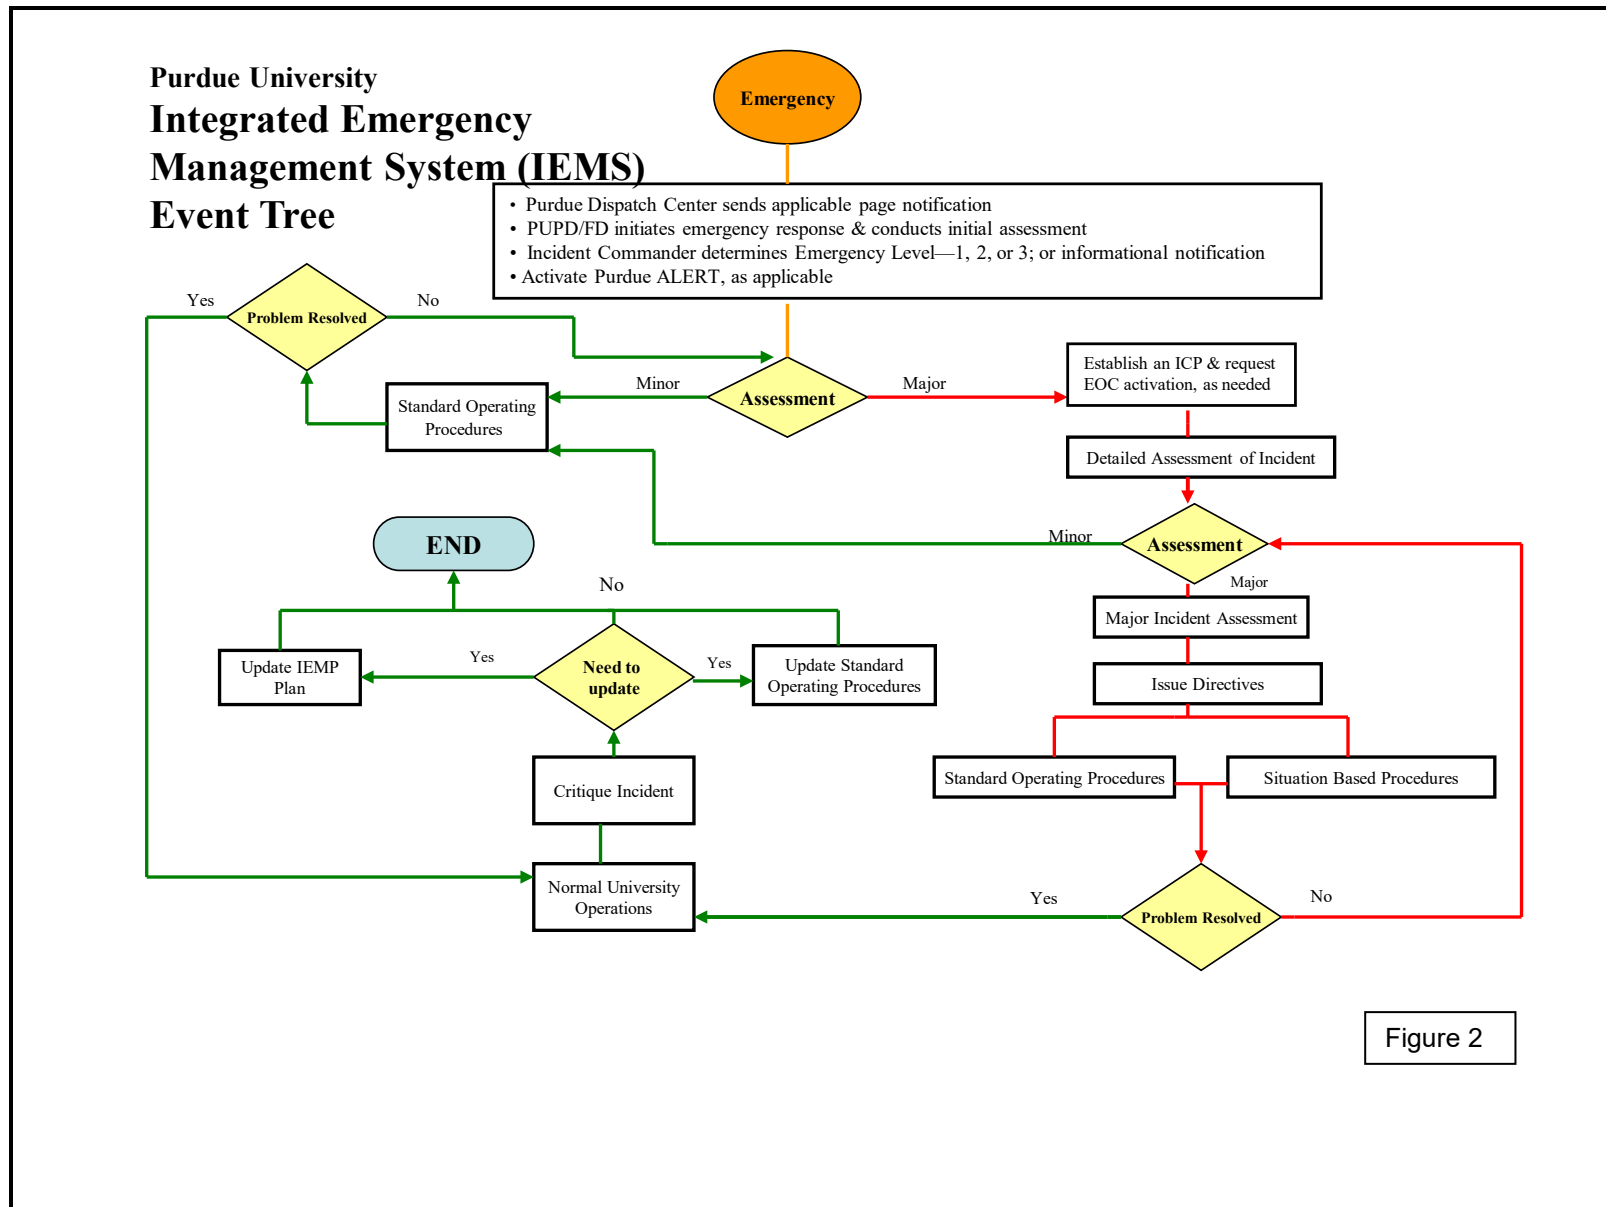 Purdue University
Integrated Emergency
Management System (IEMS)
Event Tree
Emergency
• Purdue Dispatch Center sends applicable page notification
• PUPD/FD initiates emergency response & conducts initial assessment
• Incident Commander determines Emergency Level—1, 2, or 3; or informational notification
• Activate Purdue ALERT, as applicable
Yes
Problem Resolved
No
Minor
Assessment
Major
Establish an ICP & request
EOC activation, as needed
Standard Operating
Procedures
Detailed Assessment of Incident
Minor
Assessment
Major
END
No
Major Incident Assessment
Update IEMP
Plan
Yes
Need to
update
Yes
Update Standard
Operating Procedures
Issue Directives
Critique Incident
Standard Operating Procedures
Situation Based Procedures
Normal University
Operations
Yes
Problem Resolved
No
Figure 2